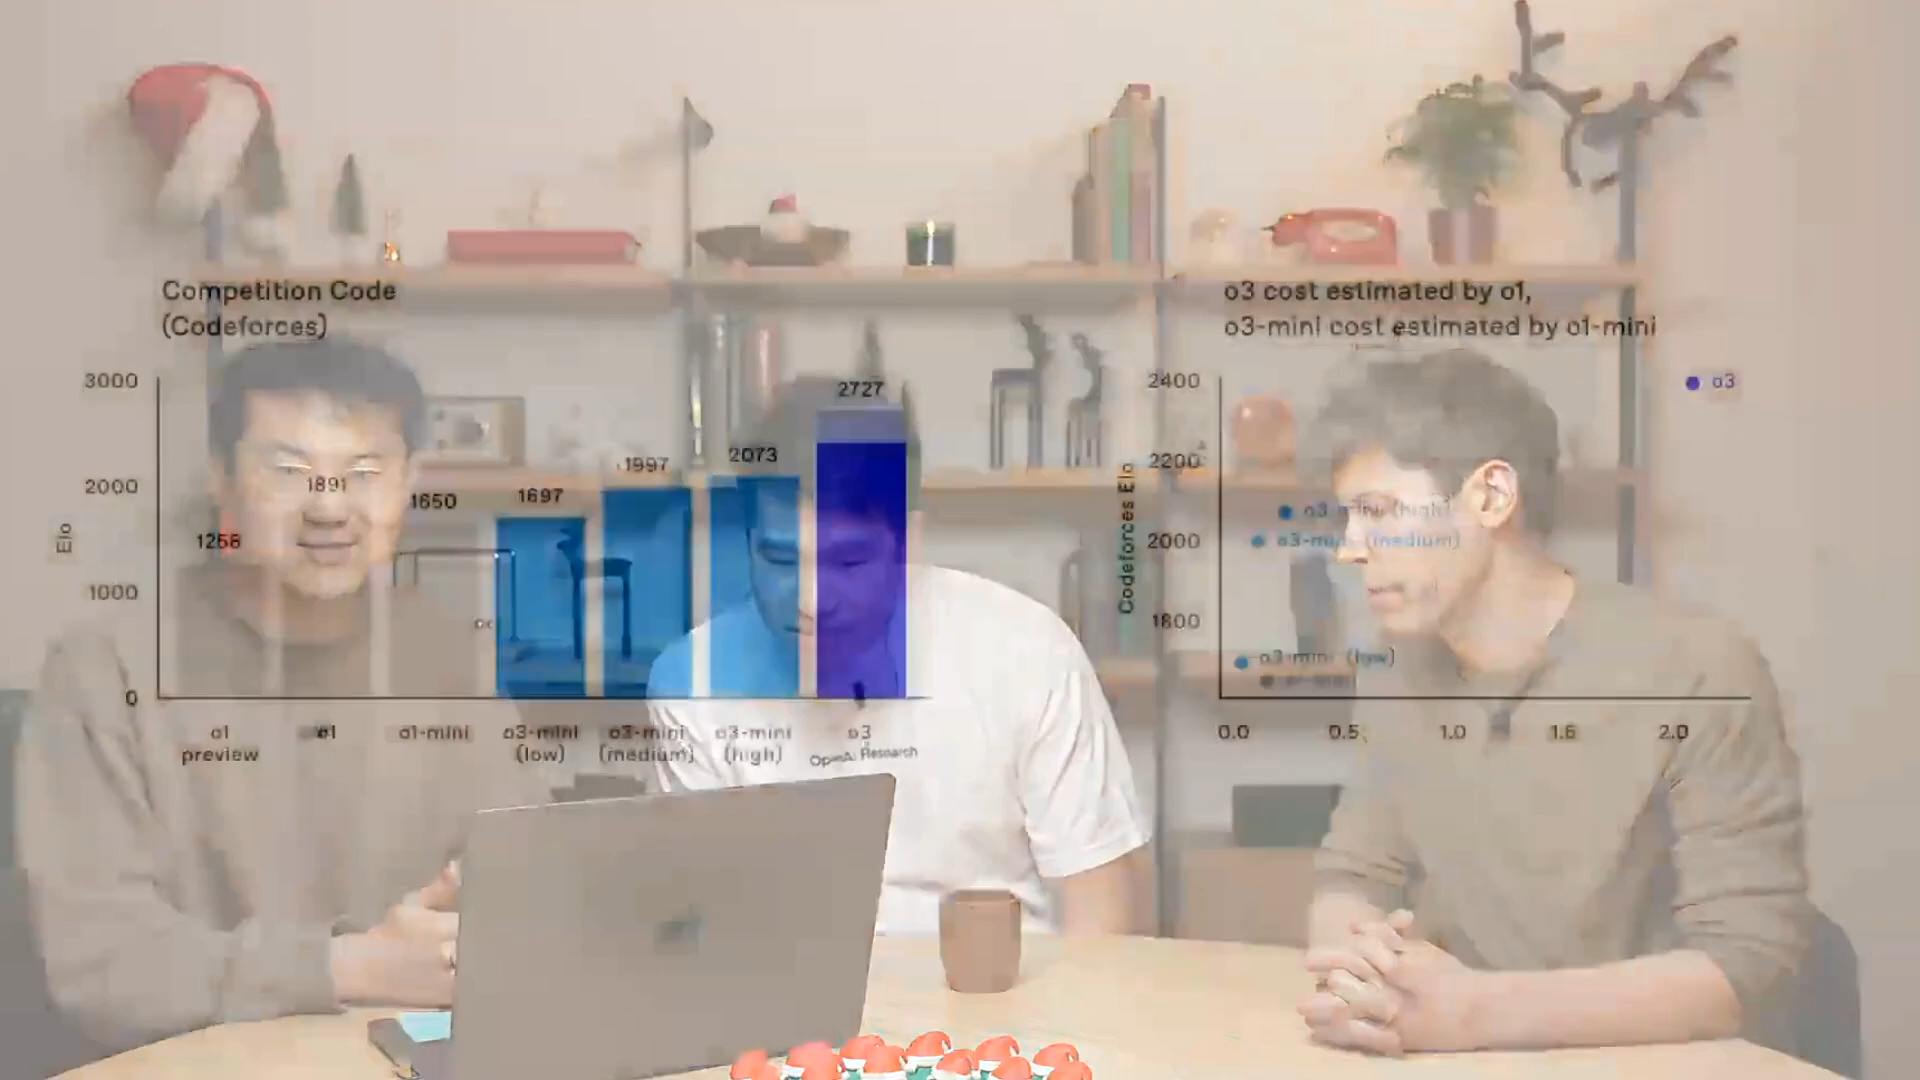 Competition Code
(Codeforces)
3000
2000
1000
0
Elo
1258
1891
1650
1697
1997
2073
2727
o1
preview
o1
o1-mini
o3-mini
(low)
o3-mini
(medium)
o3-mini
(high)
o3
OpenAI Research
o3 cost estimated by o1,
o3-mini cost estimated by o1-mini
2400
2200
2000
1800
Codeforces Elo
o3
o3-mini (high)
o3-mini (medium)
o3-mini (low)
0.0
0.5
1.0
1.5
2.0